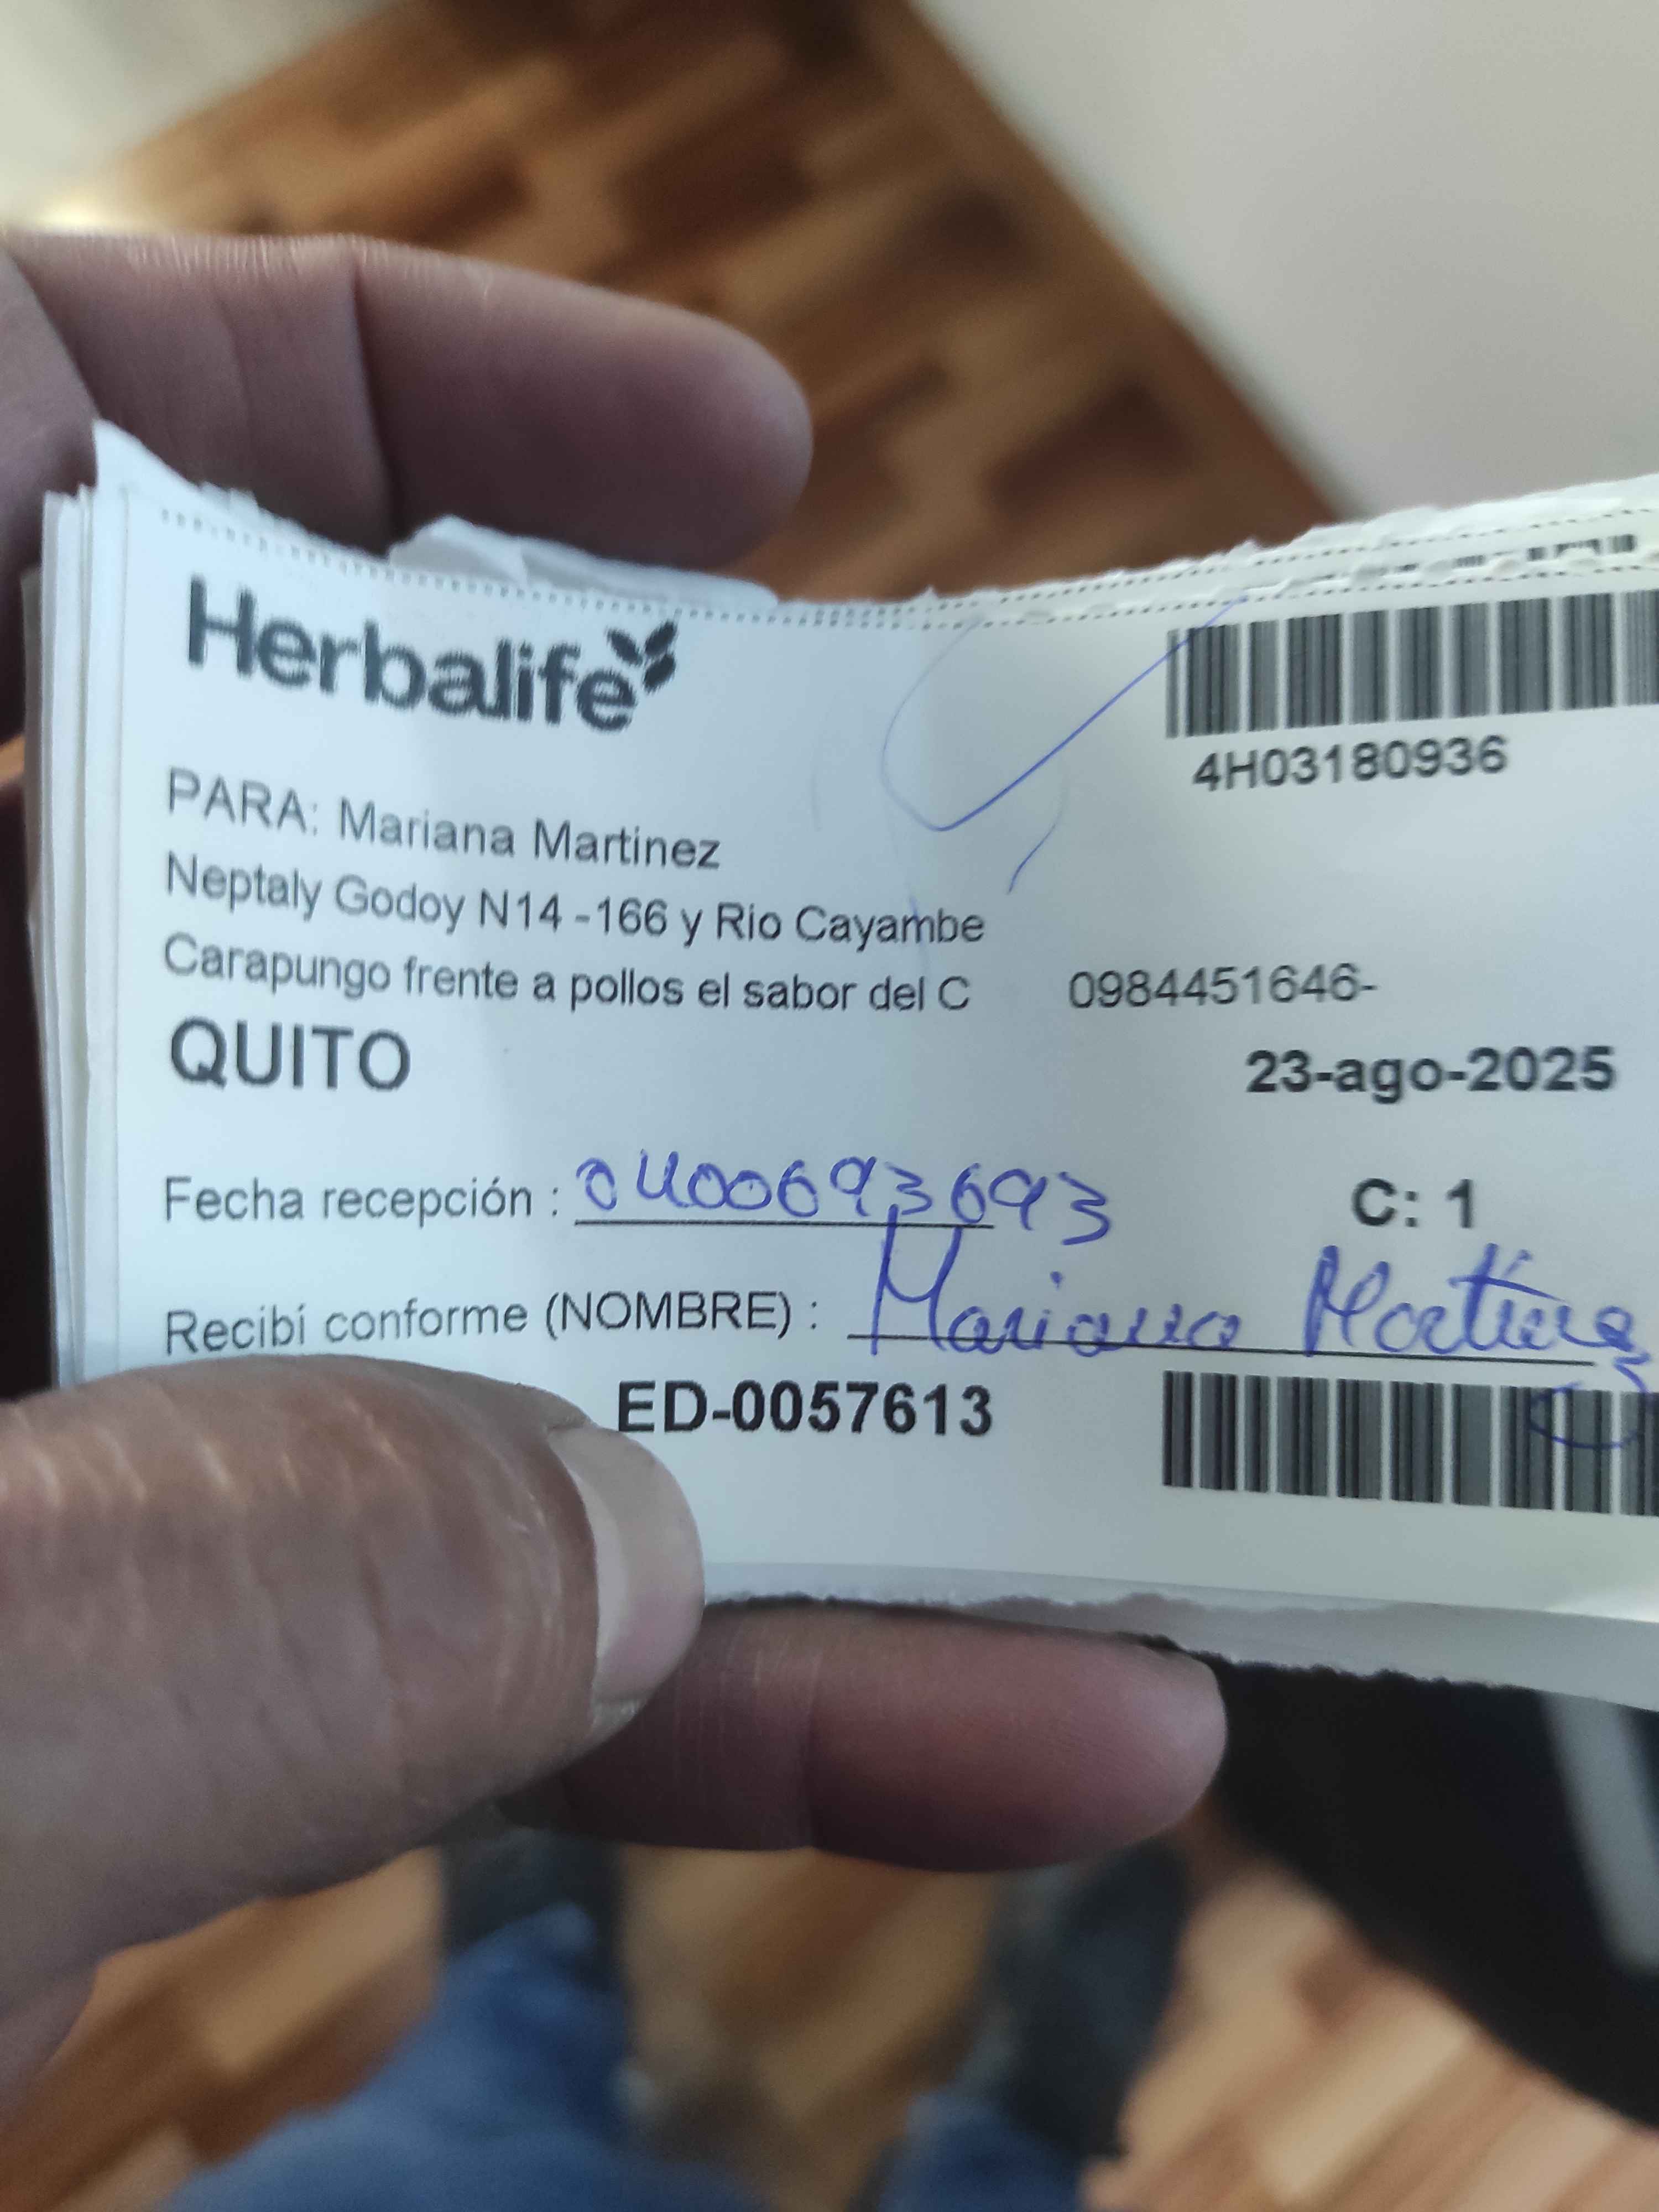 Herbalife
4H03180936
PARA: Mariana Martinez
Neptaly Godoy N14 -166 y Rio Cayambe
Carapungo frente a pollos el sabor del C 0984451646-
QUITO
23-ago-2025
Fecha recepción : 0400693693
C: 1
Recibí conforme (NOMBRE) : Mariana Martínez
ED-0057613